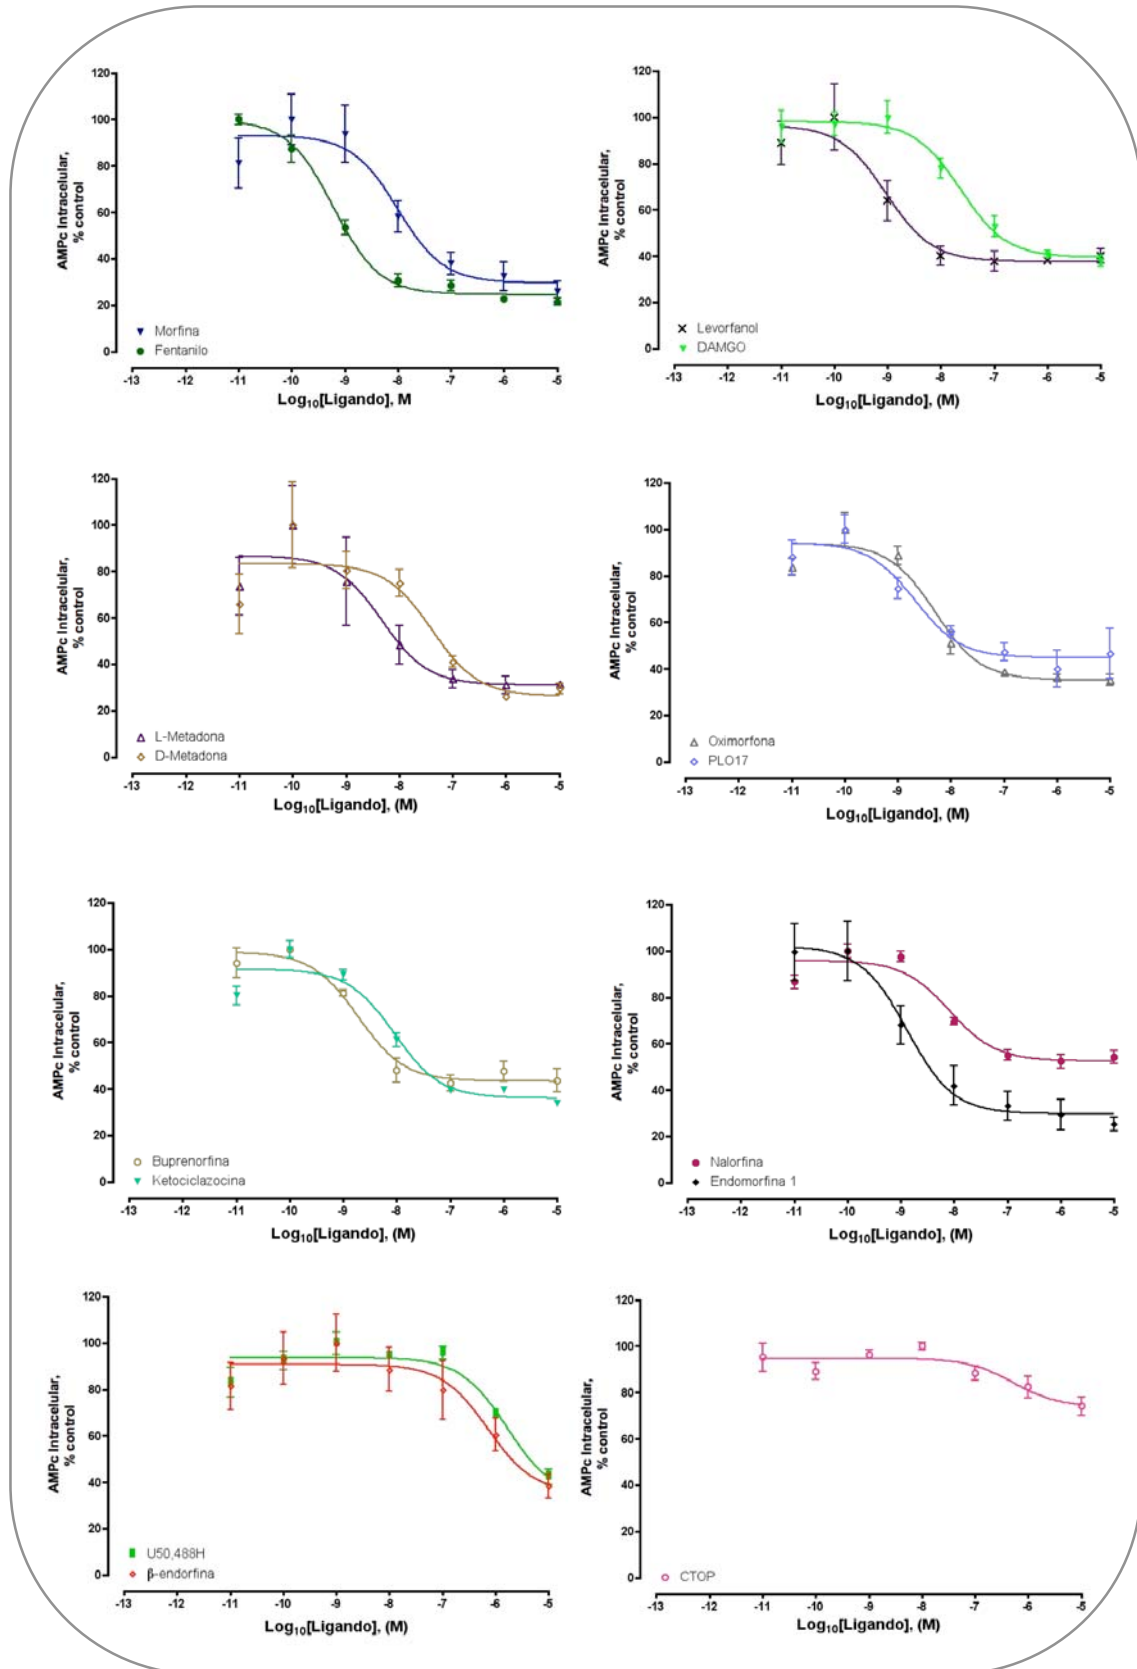 120
100
80
60
40
20
0
AMPc Intracelular,
% control
Morfina
Fentanilo
-13 -12 -11 -10 -9 -8 -7 -6 -5
Log10[Ligando], M
120
100
80
60
40
20
0
AMPc Intracelular,
% control
Levorfanol
DAMGO
-13 -12 -11 -10 -9 -8 -7 -6 -5
Log10[Ligando], (M)
120
100
80
60
40
20
0
AMPc Intracelular,
% control
L-Metadona
D-Metadona
-13 -12 -11 -10 -9 -8 -7 -6 -5
Log10[Ligando], (M)
120
100
80
60
40
20
0
AMPc Intracelular,
% control
Oximorfona
PLO17
-13 -12 -11 -10 -9 -8 -7 -6 -5
Log10[Ligando], (M)
120
100
80
60
40
20
0
AMPc Intracelular,
% control
Buprenorfina
Ketociclazocina
-13 -12 -11 -10 -9 -8 -7 -6 -5
Log10[Ligando], (M)
120
100
80
60
40
20
0
AMPc Intracelular,
% control
Nalorfina
Endomorfina 1
-13 -12 -11 -10 -9 -8 -7 -6 -5
Log10[Ligando], (M)
120
100
80
60
40
20
0
AMPc Intracelular,
% control
U50,488H
β-endorfina
-13 -12 -11 -10 -9 -8 -7 -6 -5
Log10[Ligando], (M)
120
100
80
60
40
20
0
AMPc Intracelular,
% control
CTOP
-13 -12 -11 -10 -9 -8 -7 -6 -5
Log10[Ligando], (M)